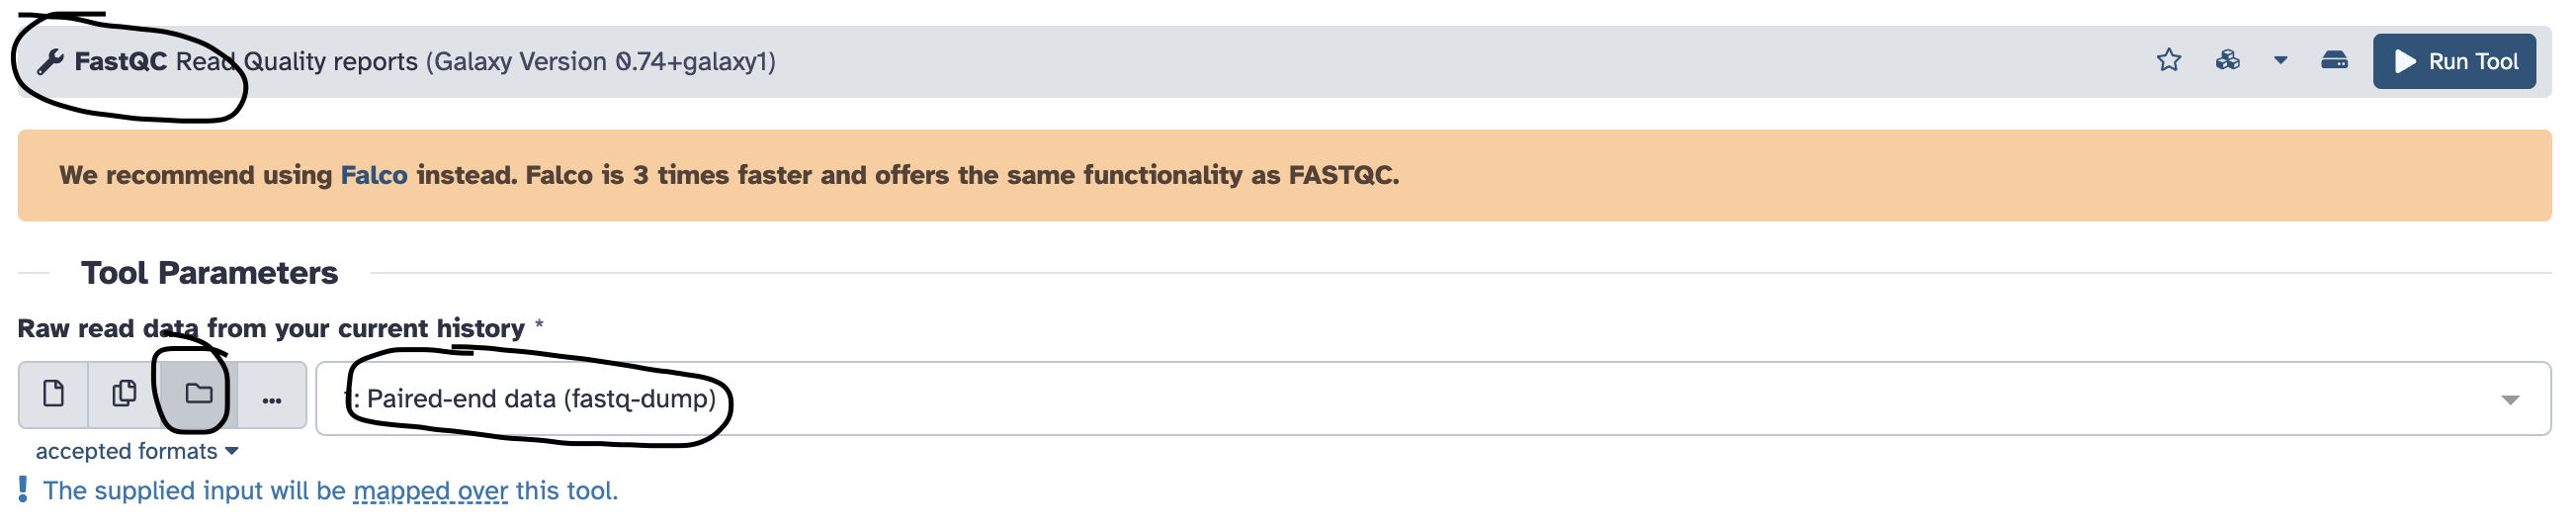 FastQC Read Quality reports (Galaxy Version 0.74+galaxy1)
Run Tool
We recommend using Falco instead. Falco is 3 times faster and offers the same functionality as FASTQC.
Tool Parameters
Raw read data from your current history *
: Paired-end data (fastq-dump)
accepted formats
The supplied input will be mapped over this tool.